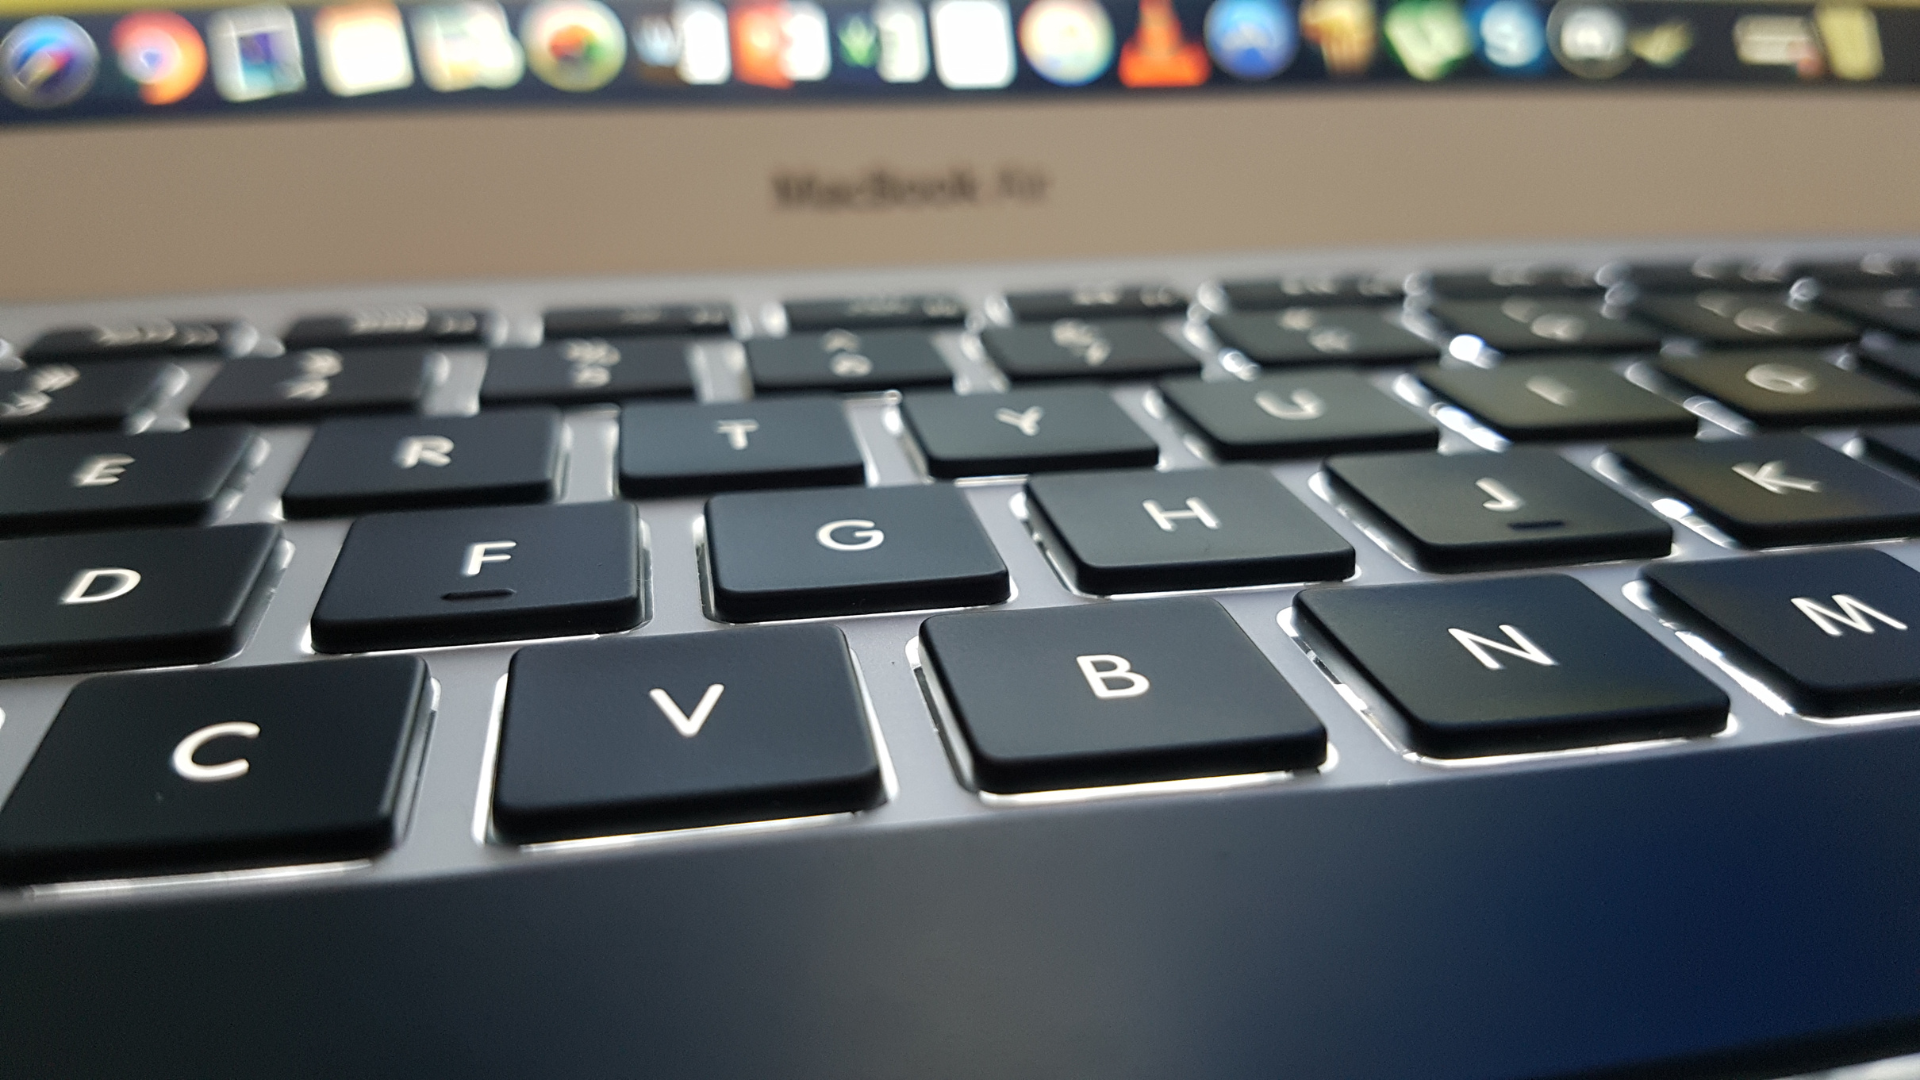 MacBook Air
E R T Y U I O
D F G H J K
C V B N M